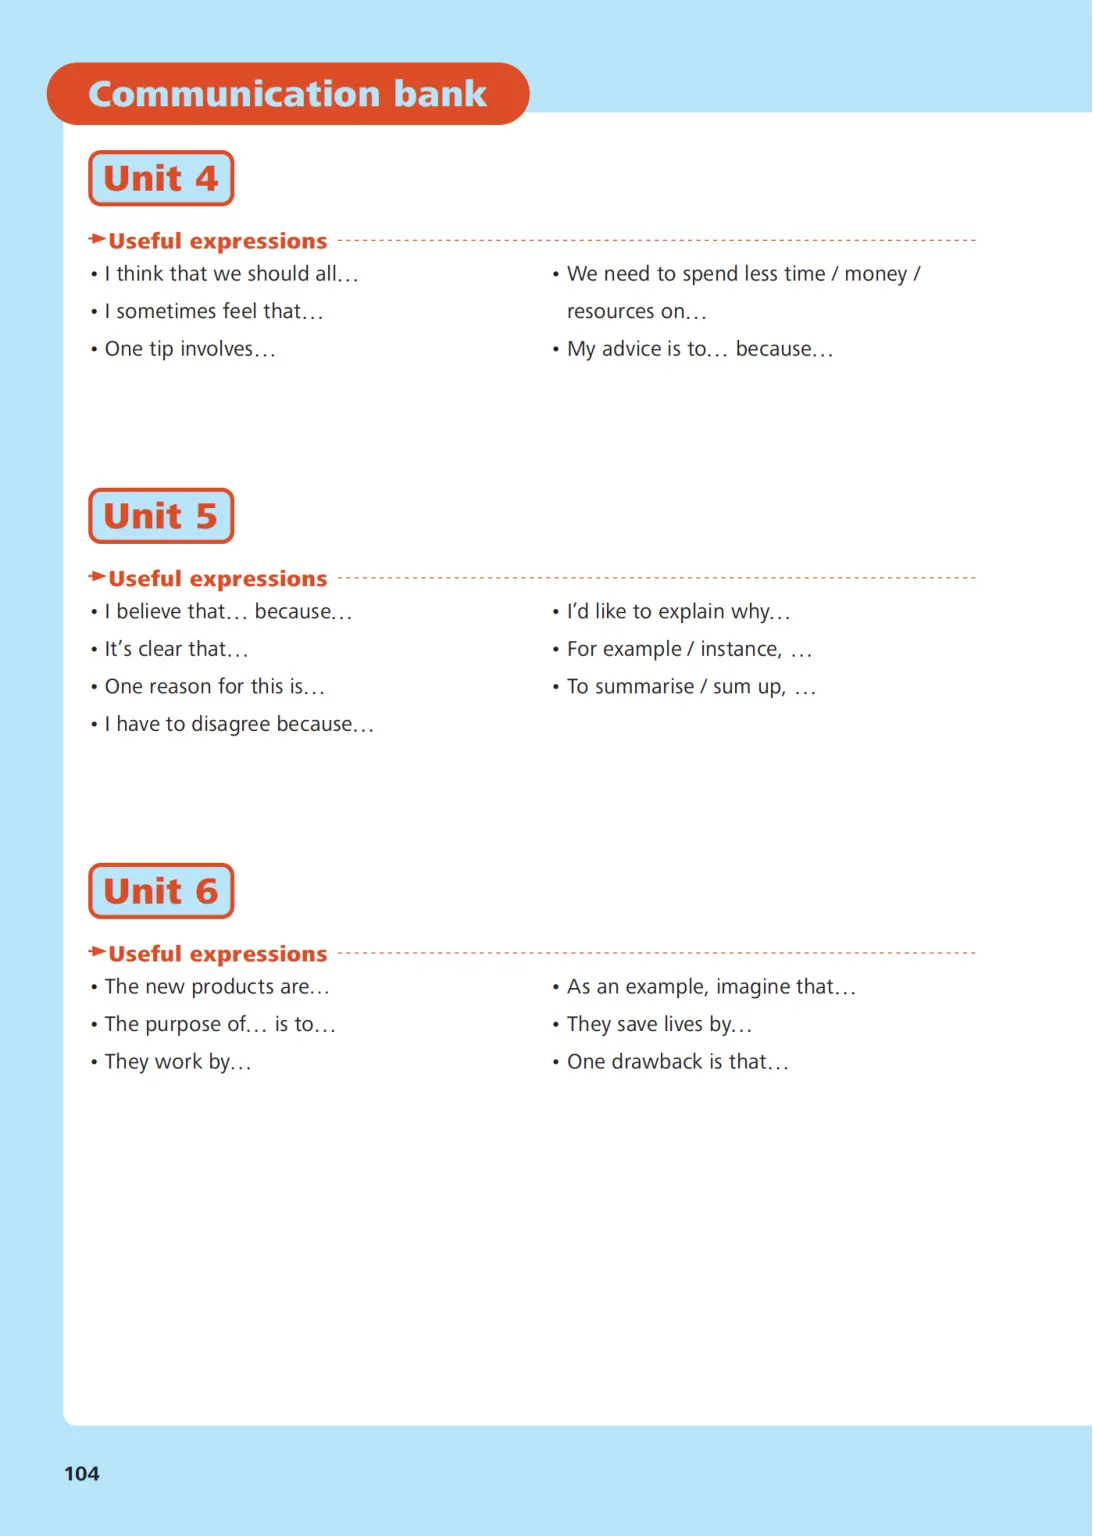 Communication bank
Unit 4
Useful expressions
• I think that we should all…
• I sometimes feel that…
• One tip involves…
• We need to spend less time / money /
resources on…
• My advice is to… because…
Unit 5
Useful expressions
• I believe that… because…
• It’s clear that…
• One reason for this is…
• I have to disagree because…
• I’d like to explain why…
• For example / instance, …
• To summarise / sum up, …
Unit 6
Useful expressions
• The new products are…
• The purpose of… is to…
• They work by…
• As an example, imagine that…
• They save lives by…
• One drawback is that…
104